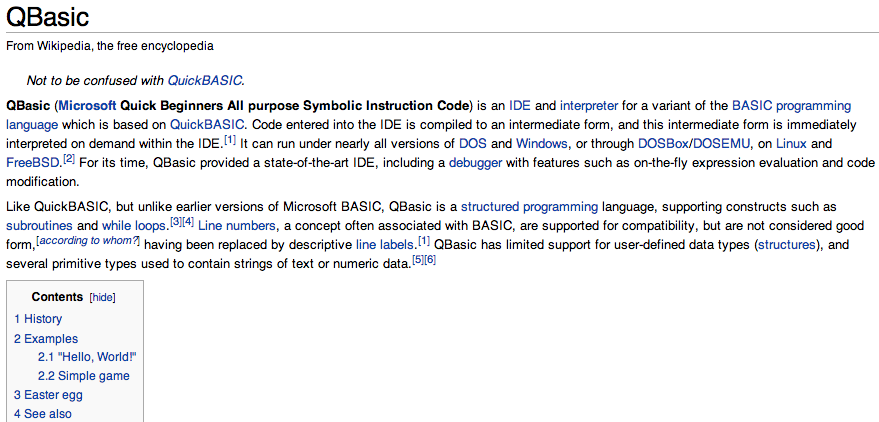 QBasic
From Wikipedia, the free encyclopedia
Not to be confused with QuickBASIC.
QBasic (Microsoft Quick Beginners All purpose Symbolic Instruction Code) is an IDE and interpreter for a variant of the BASIC programming
language which is based on QuickBASIC. Code entered into the IDE is compiled to an intermediate form, and this intermediate form is immediately
interpreted on demand within the IDE.[1] It can run under nearly all versions of DOS and Windows, or through DOSBox/DOSEMU, on Linux and
FreeBSD.[2] For its time, QBasic provided a state-of-the-art IDE, including a debugger with features such as on-the-fly expression evaluation and code
modification.
Like QuickBASIC, but unlike earlier versions of Microsoft BASIC, QBasic is a structured programming language, supporting constructs such as
subroutines and while loops.[3][4] Line numbers, a concept often associated with BASIC, are supported for compatibility, but are not considered good
form,[according to whom?] having been replaced by descriptive line labels.[1] QBasic has limited support for user-defined data types (structures), and
several primitive types used to contain strings of text or numeric data.[5][6]
Contents [hide]
1 History
2 Examples
2.1 "Hello, World!"
2.2 Simple game
3 Easter egg
4 See also